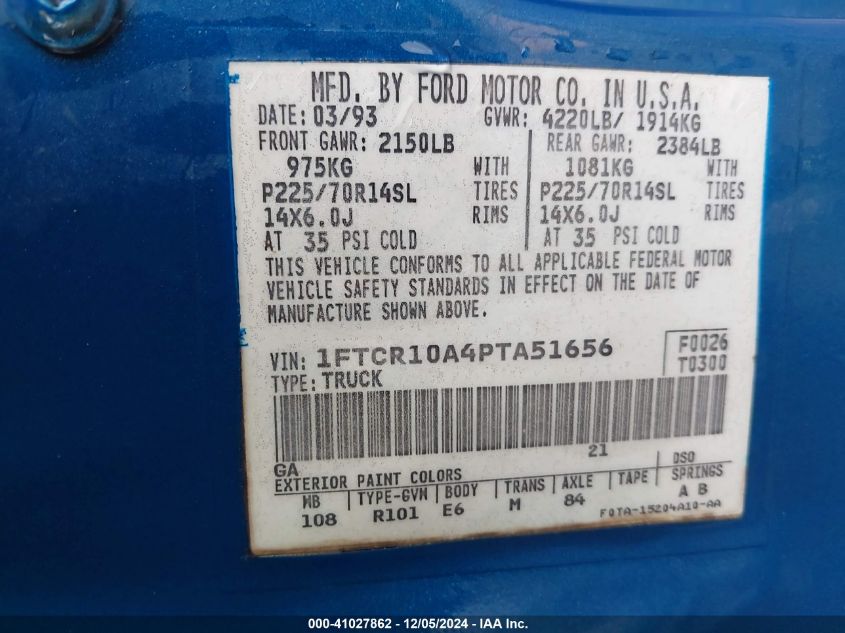 MFD. BY FORD MOTOR CO. IN U.S.A.
DATE: 03/93 GVWR: 4220LB/ 1914KG
FRONT GAWR: 2150LB REAR GAWR: 2384LB
975KG WITH 1081KG WITH
P225/70R14SL TIRES P225/70R14SL TIRES
14X6.0J RIMS 14X6.0J RIMS
AT 35 PSI COLD AT 35 PSI COLD
THIS VEHICLE CONFORMS TO ALL APPLICABLE FEDERAL MOTOR
VEHICLE SAFETY STANDARDS IN EFFECT ON THE DATE OF
MANUFACTURE SHOWN ABOVE.
VIN: 1FTCR10A4PTA51656 F0026
TYPE: TRUCK T0300
21
GA
EXTERIOR PAINT COLORS DSO
WB TYPE-GVW BODY TRANS AXLE TAPE SPRINGS
108 R101 E6 M 84 A B
F0TA-15204A10-AA
000-41027862 - 12/05/2024 - IAA Inc.